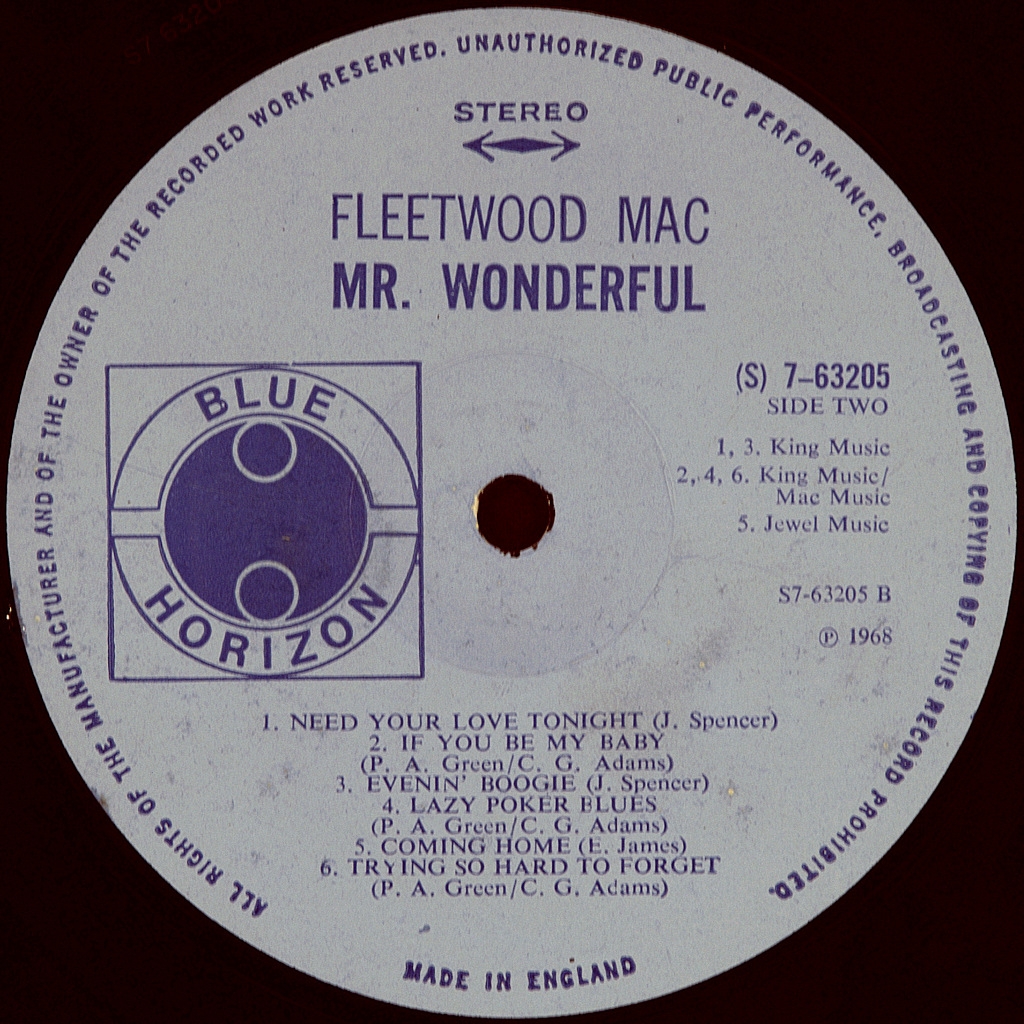 ALL RIGHTS OF THE MANUFACTURER AND OF THE OWNER OF THE RECORDED WORK RESERVED. UNAUTHORIZED PUBLIC PERFORMANCE, BROADCASTING AND COPYING OF THIS RECORD PROHIBITED.
STEREO
FLEETWOOD MAC
MR. WONDERFUL
BLUE
HORIZON
(S) 7-63205
SIDE TWO
1, 3. King Music
2, 4, 6. King Music/
Mac Music
5. Jewel Music
S7-63205 B
℗ 1968
1. NEED YOUR LOVE TONIGHT (J. Spencer)
2. IF YOU BE MY BABY
(P. A. Green/C. G. Adams)
3. EVENIN' BOOGIE (J. Spencer)
4. LAZY POKER BLUES
(P. A. Green/C. G. Adams)
5. COMING HOME (E. James)
6. TRYING SO HARD TO FORGET
(P. A. Green/C. G. Adams)
MADE IN ENGLAND